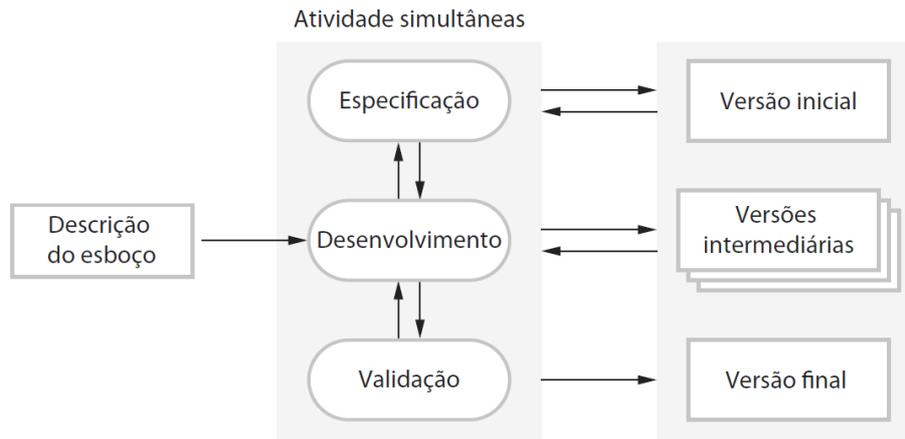 Atividade simultâneas
Especificação
Versão inicial
Descrição
do esboço
Desenvolvimento
Versões
intermediárias
Validação
Versão final